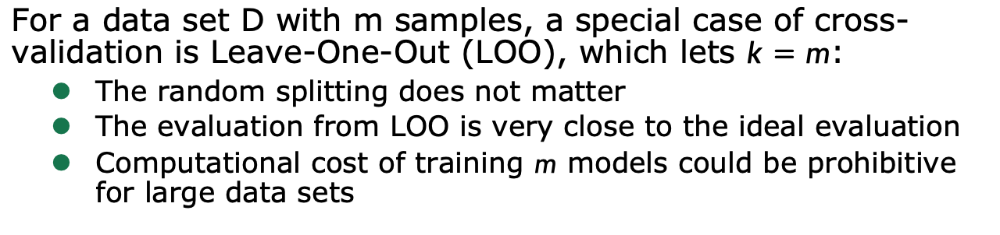 For a data set D with m samples, a special case of cross-
validation is Leave-One-Out (LOO), which lets k = m:
● The random splitting does not matter
● The evaluation from LOO is very close to the ideal evaluation
● Computational cost of training m models could be prohibitive
for large data sets